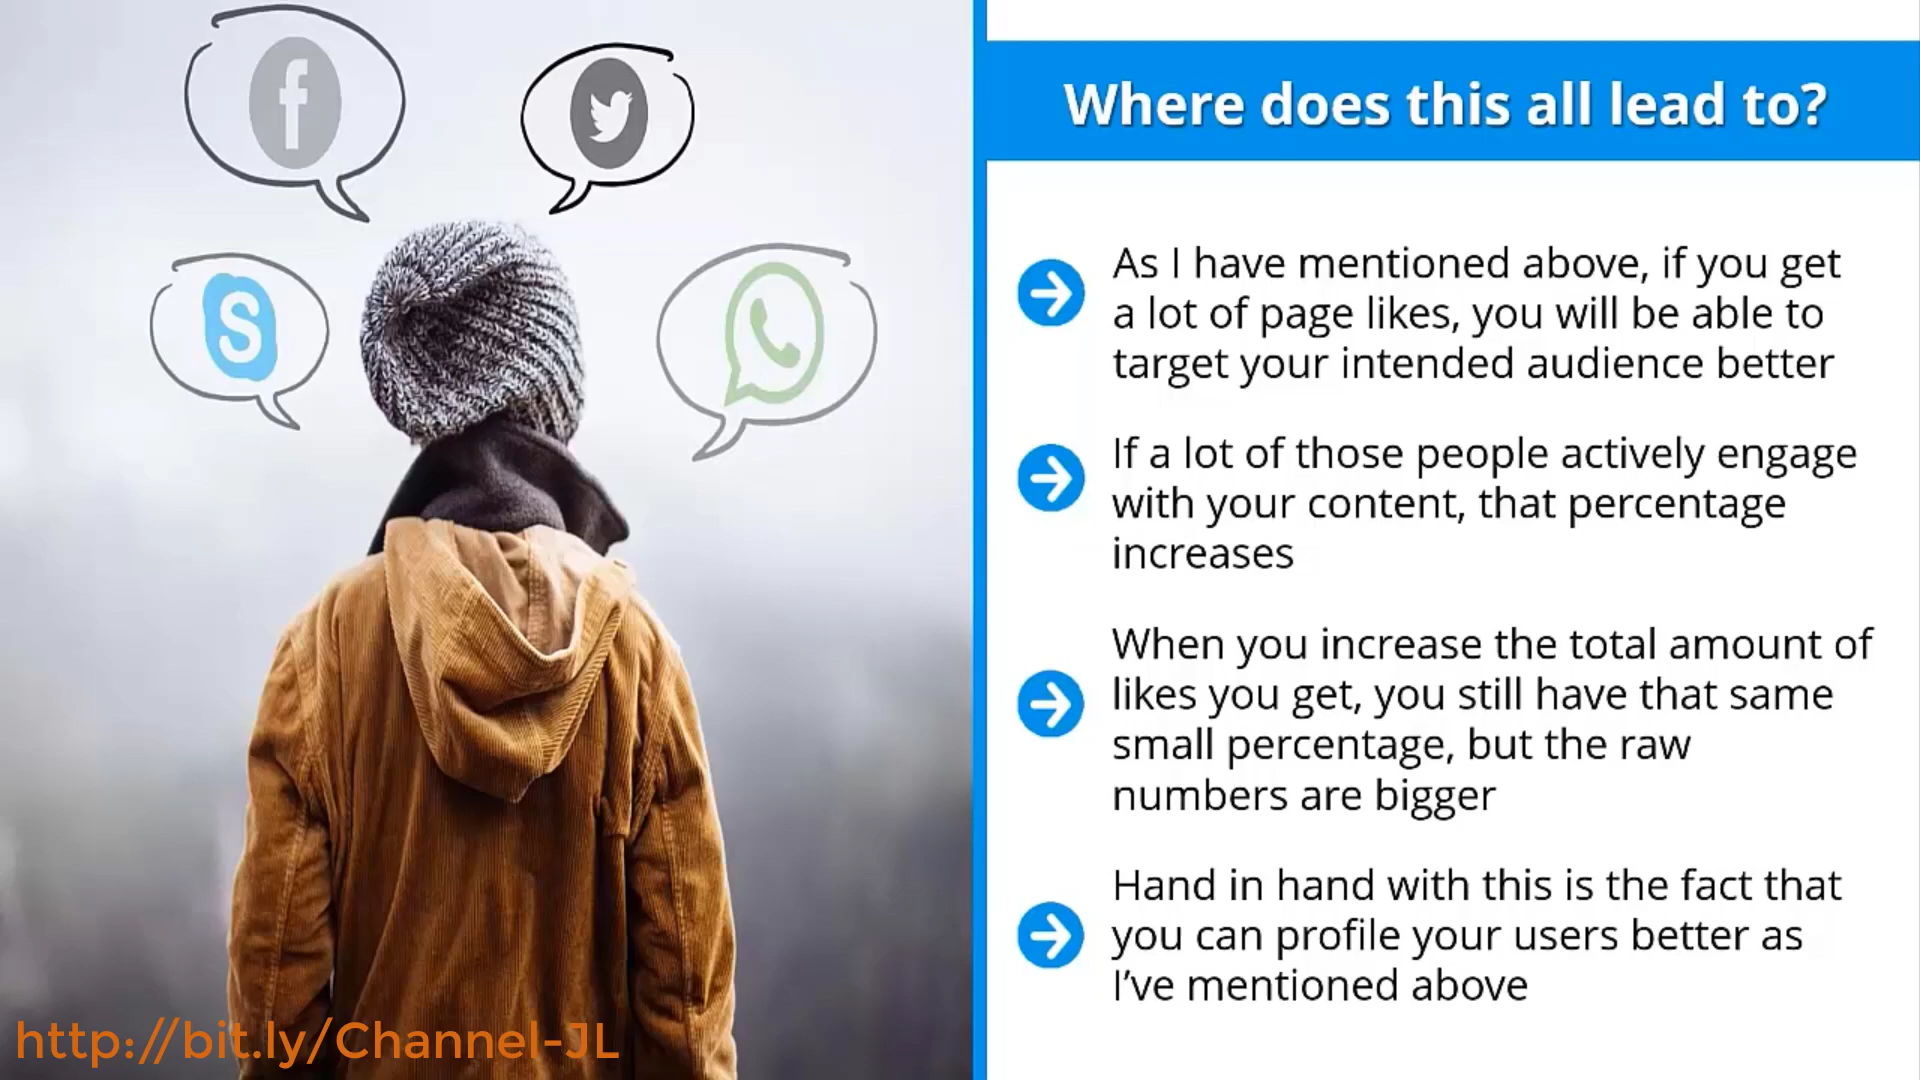 Where does this all lead to?
As I have mentioned above, if you get
a lot of page likes, you will be able to
target your intended audience better
If a lot of those people actively engage
with your content, that percentage
increases
When you increase the total amount of
likes you get, you still have that same
small percentage, but the raw
numbers are bigger
Hand in hand with this is the fact that
you can profile your users better as
I’ve mentioned above
http://bit.ly/Channel-JL